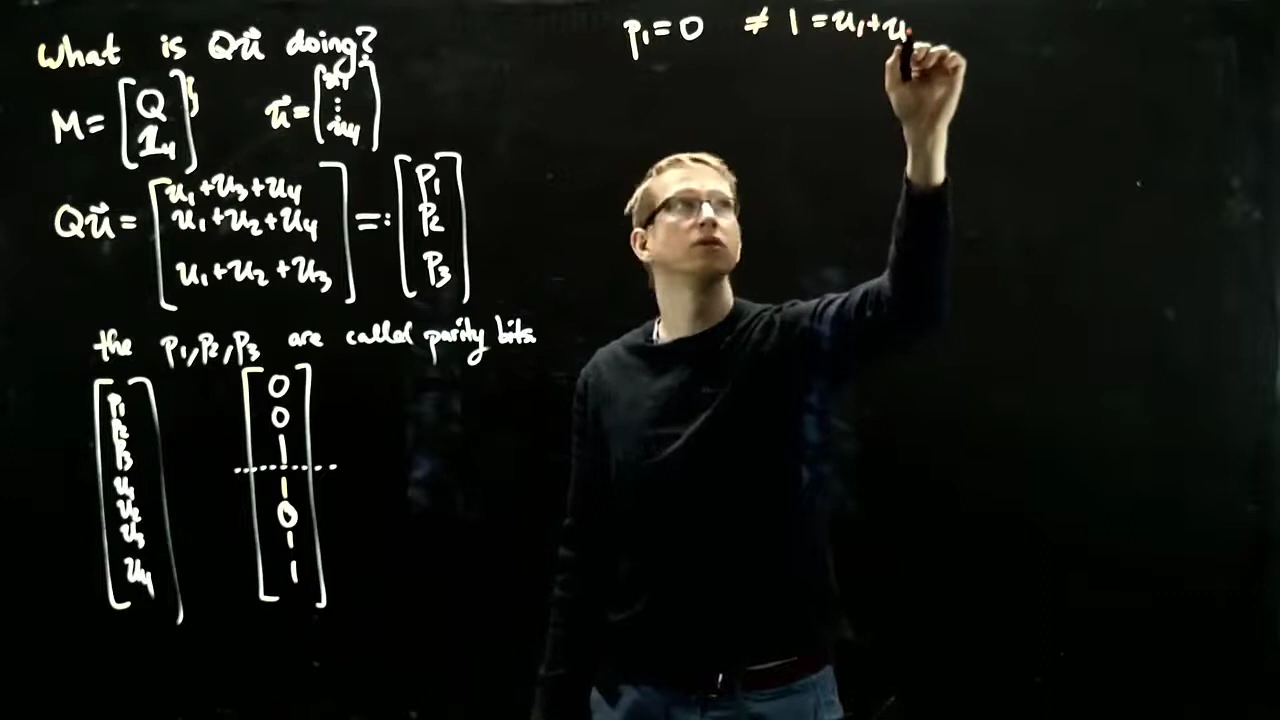 What is Qu⃗ doing?
M = [Q 1₄]
u⃗ = [u₁ ⋮ u₄]
Qu⃗ = [u₁+u₃+u₄
u₁+u₂+u₄
u₁+u₂+u₃] =: [p₁ p₂ p₃]
the p₁,p₂,p₃ are called parity bits
[p₁ p₂ p₃ u₁ u₂ u₃ u₄]
[0 0 1 1 0 1 1]
p₁=0 ≠ 1=u₁+u